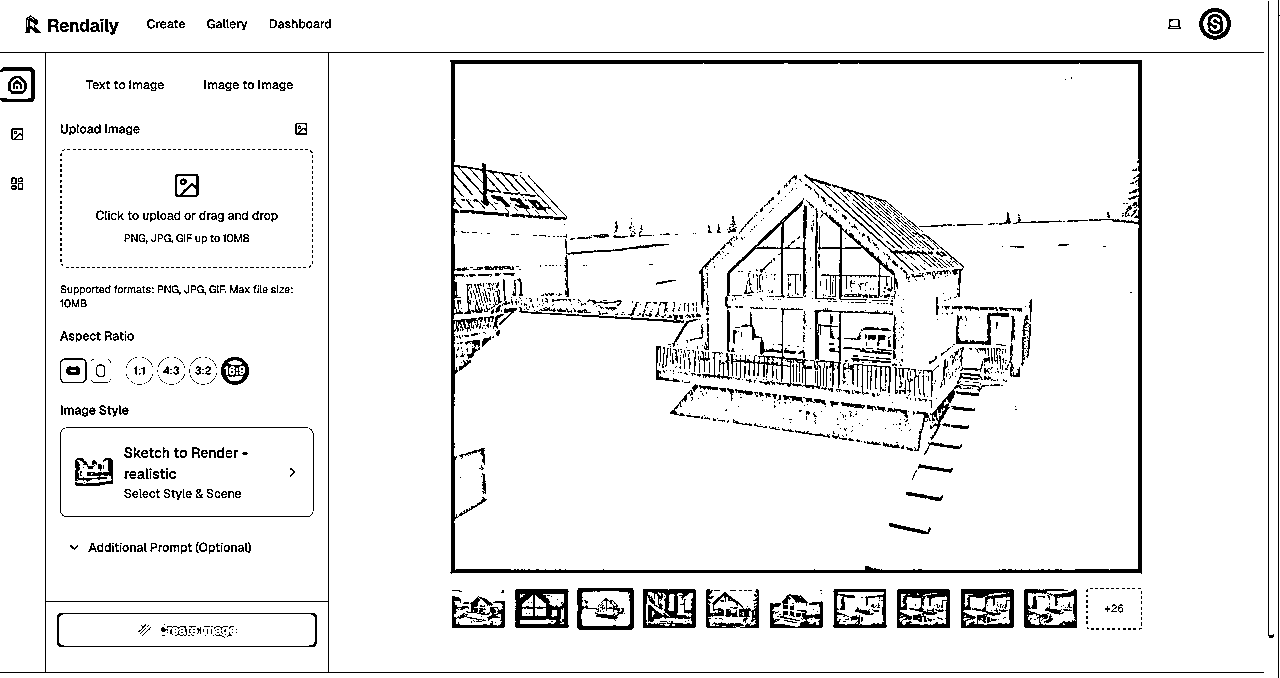 Rendaily
Create
Gallery
Dashboard
S
Text to Image
Image to Image
Upload Image
Click to upload or drag and drop
PNG, JPG, GIF up to 10MB
Supported formats: PNG, JPG, GIF. Max file size:
10MB
Aspect Ratio
1:1
4:3
3:2
16:9
Image Style
Sketch to Render -
realistic
Select Style & Scene
Additional Prompt (Optional)
Create Image
+26